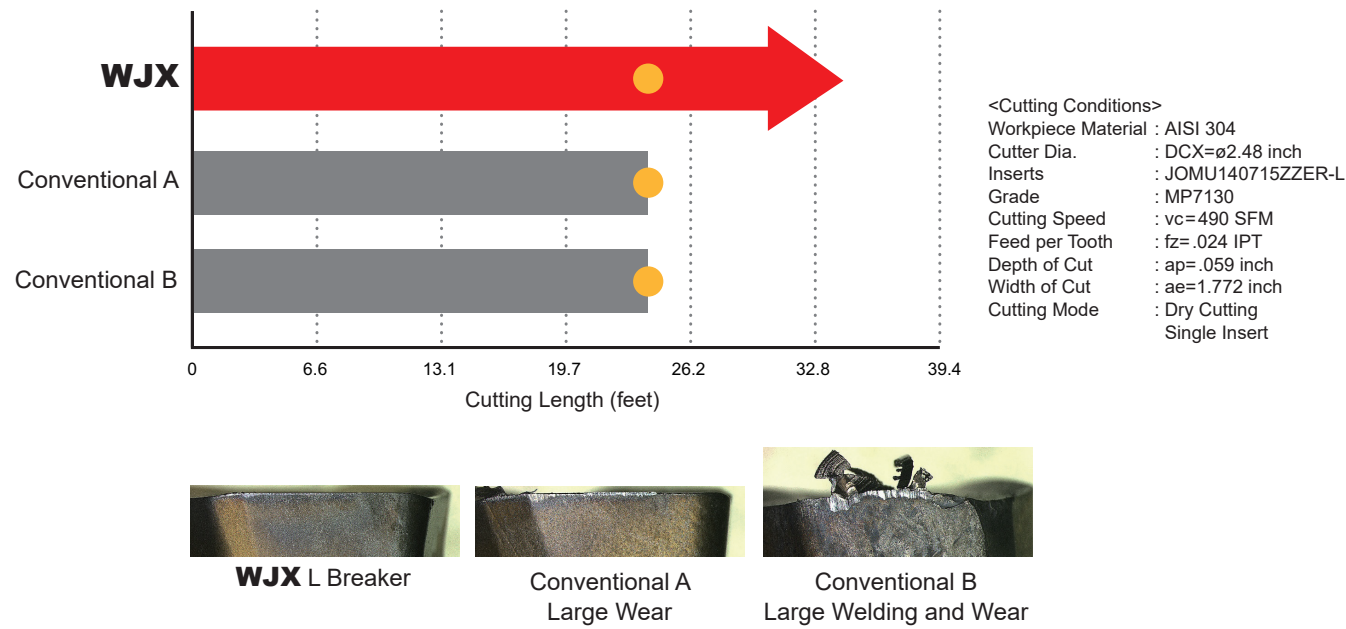 WJX
Conventional A
Conventional B
0 6.6 13.1 19.7 26.2 32.8 39.4
Cutting Length (feet)
<Cutting Conditions>
Workpiece Material : AISI 304
Cutter Dia. : DCX=ø2.48 inch
Inserts : JOMU140715ZZER-L
Grade : MP7130
Cutting Speed : vc=490 SFM
Feed per Tooth : fz=.024 IPT
Depth of Cut : ap=.059 inch
Width of Cut : ae=1.772 inch
Cutting Mode : Dry Cutting
Single Insert
WJX L Breaker
Conventional A
Large Wear
Conventional B
Large Welding and Wear